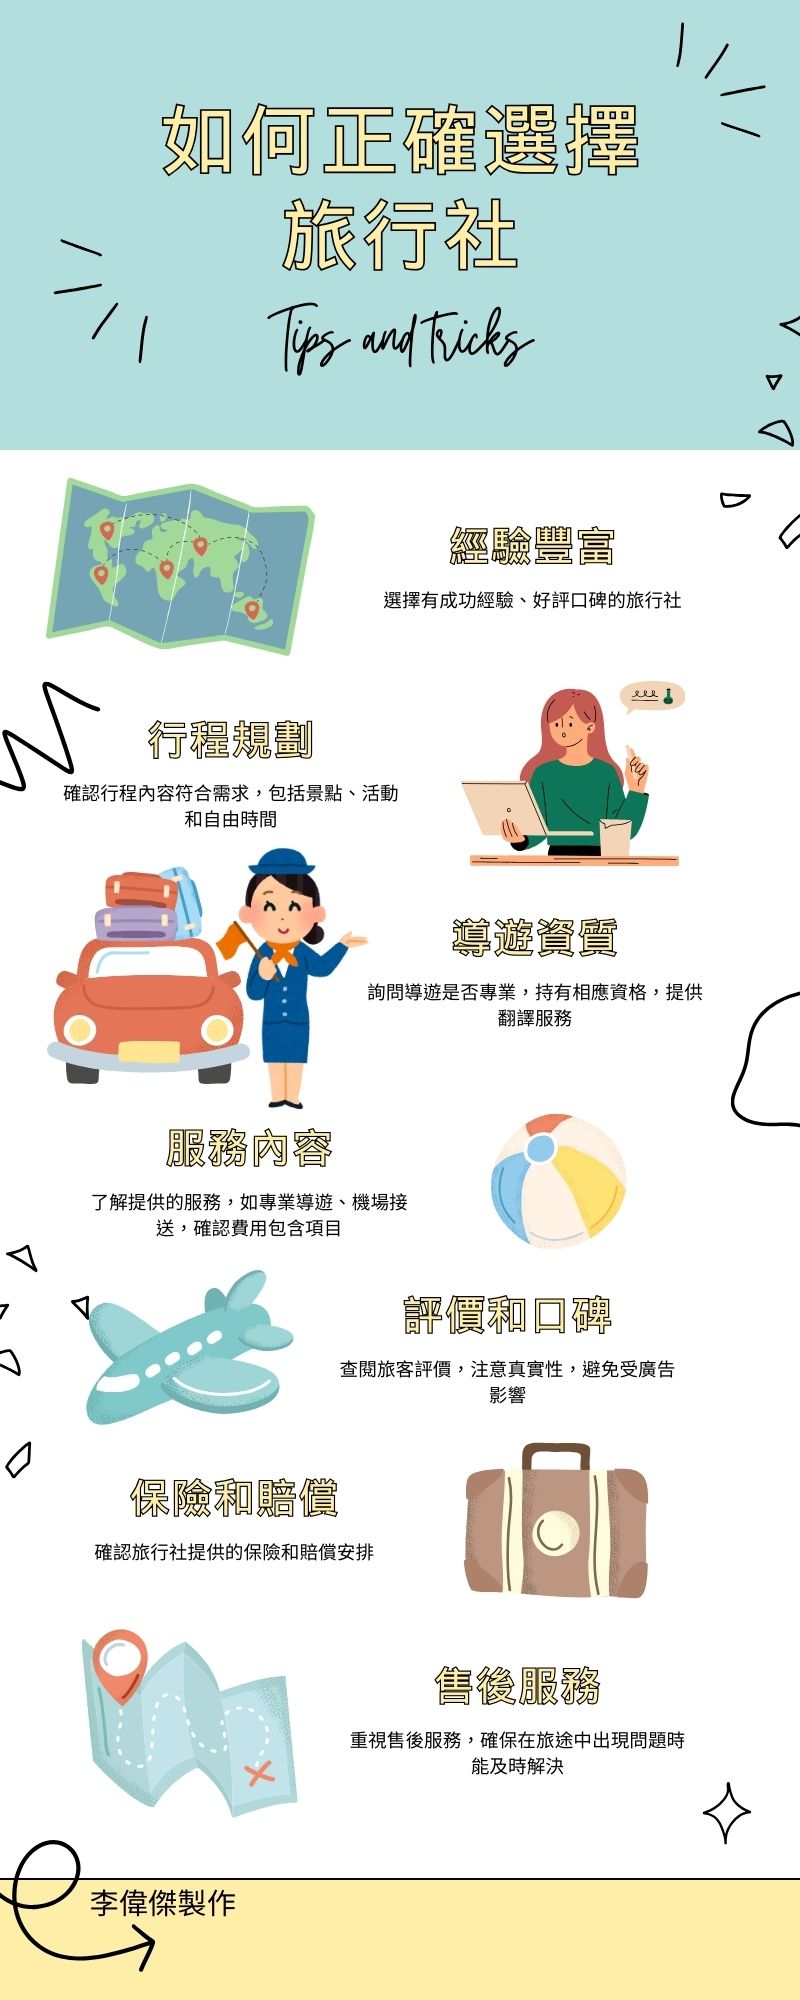 如何正確選擇
旅行社
Tips and tricks
經驗豐富
選擇有成功經驗、好評口碑的旅行社
行程規劃
確認行程內容符合需求，包括景點、活動
和自由時間
導遊資質
詢問導遊是否專業，持有相應資格，提供
翻譯服務
服務內容
了解提供的服務，如專業導遊、機場接
送，確認費用包含項目
評價和口碑
查閱旅客評價，注意真實性，避免受廣告
影響
保險和賠償
確認旅行社提供的保險和賠償安排
售後服務
重視售後服務，確保在旅途中出現問題時
能及時解決
李偉傑製作